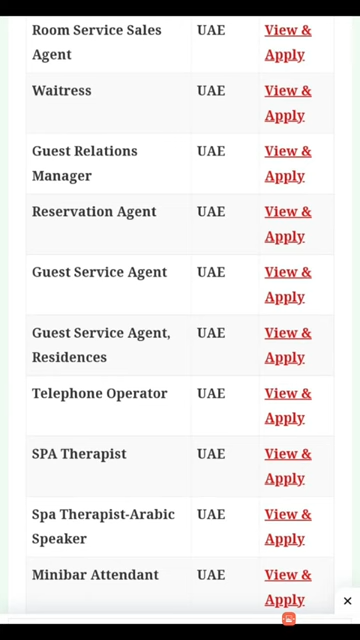 Room Service Sales UAE View &
Agent Apply
Waitress UAE View &
Apply
Guest Relations UAE View &
Manager Apply
Reservation Agent UAE View &
Apply
Guest Service Agent UAE View &
Apply
Guest Service Agent, UAE View &
Residences Apply
Telephone Operator UAE View &
Apply
SPA Therapist UAE View &
Apply
Spa Therapist-Arabic UAE View &
Speaker Apply
Minibar Attendant UAE View &
Apply